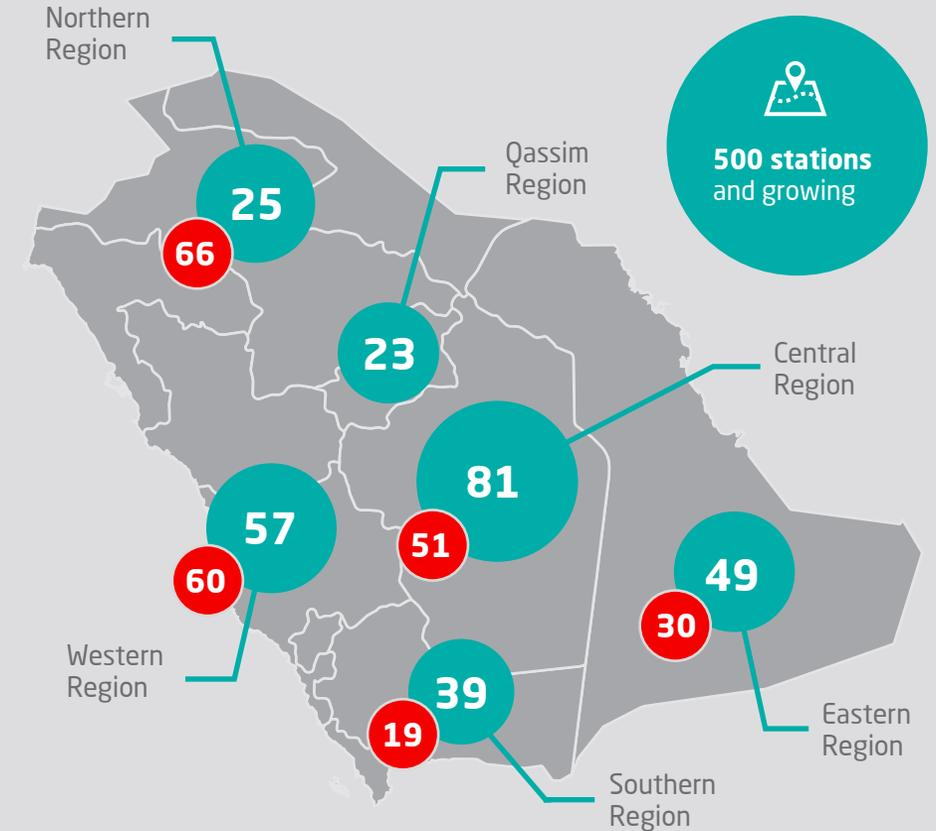 Northern
Region
500 stations
and growing
Qassim
Region
25
66
23
Central
Region
81
51
57
60
49
30
Western
Region
39
19
Eastern
Region
Southern
Region